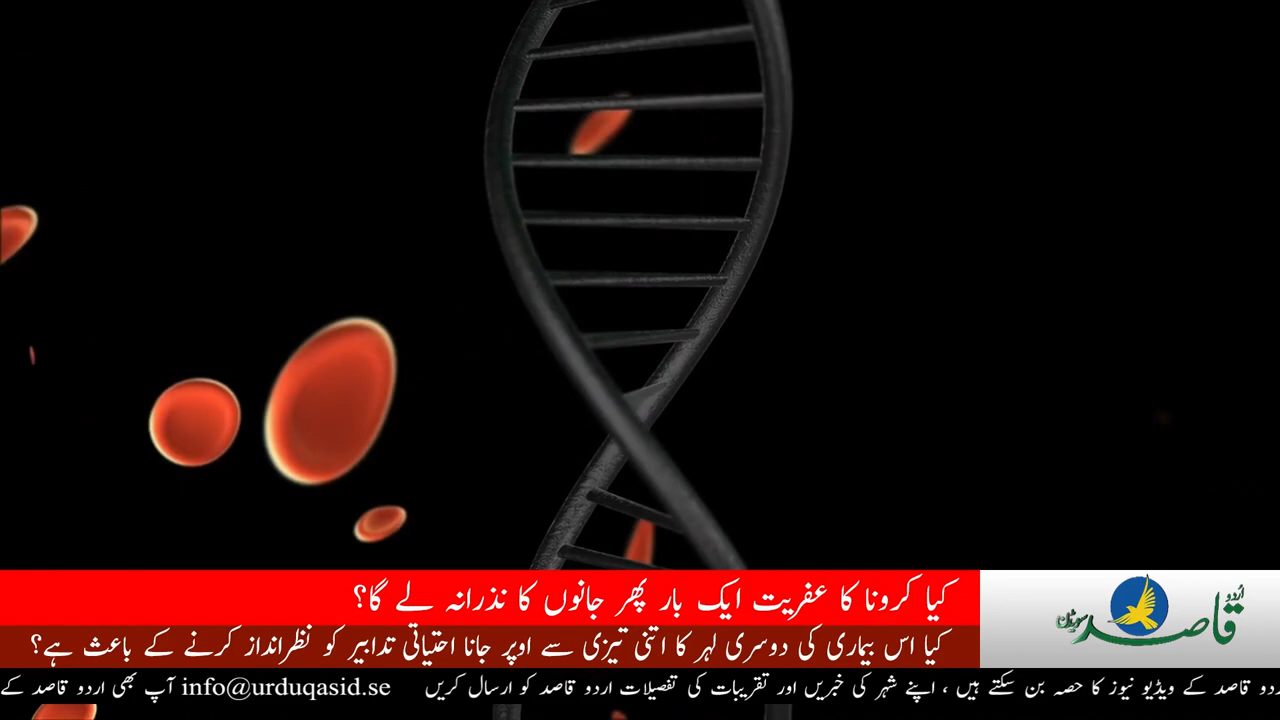 کیا کرونا کا عفریت ایک بار پھر جانوں کا نذرانہ لے گا؟
کیا اس بیماری کی دوسری لہر کا اتنی تیزی سے اوپر جانا احتیاتی تدابیر کو نظرانداز کرنے کے باعث ہے؟
اردو قاصد سویڈن
ردو قاصد کے ویڈیو نیوز کا حصہ بن سکتے ہیں ، اپنے شہر کی خبریں اور تقریبات کی تفصیلات اردو قاصد کو ارسال کریں info@urduqasid.se آپ بھی اردو قاصد کے